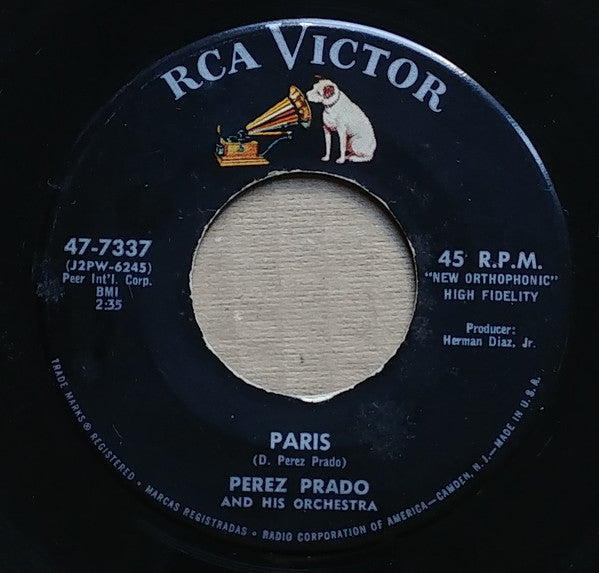 RCA VICTOR
47-7337
(J2PW-6245)
Peer Int'l. Corp.
BMI
2:35
45 R.P.M.
"NEW ORTHOPHONIC"
HIGH FIDELITY
Producer:
Herman Diaz, Jr.
PARIS
(D. Perez Prado)
PEREZ PRADO
AND HIS ORCHESTRA
TRADE MARKS ® REGISTERED • MARCAS REGISTRADAS • RADIO CORPORATION OF AMERICA—CAMDEN, N. J.—MADE IN U.S.A.